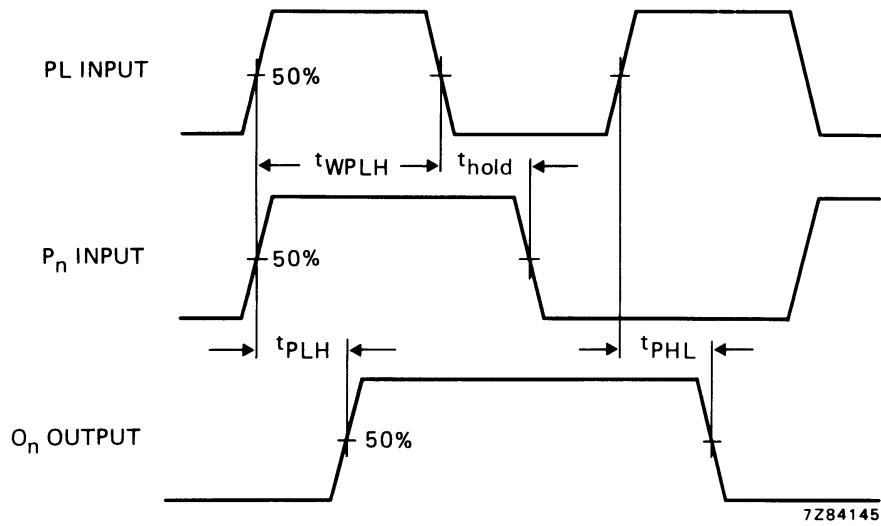 PL INPUT
50%
tWPLH
thold
Pn INPUT
50%
tPLH
tPHL
On OUTPUT
50%
7Z84145